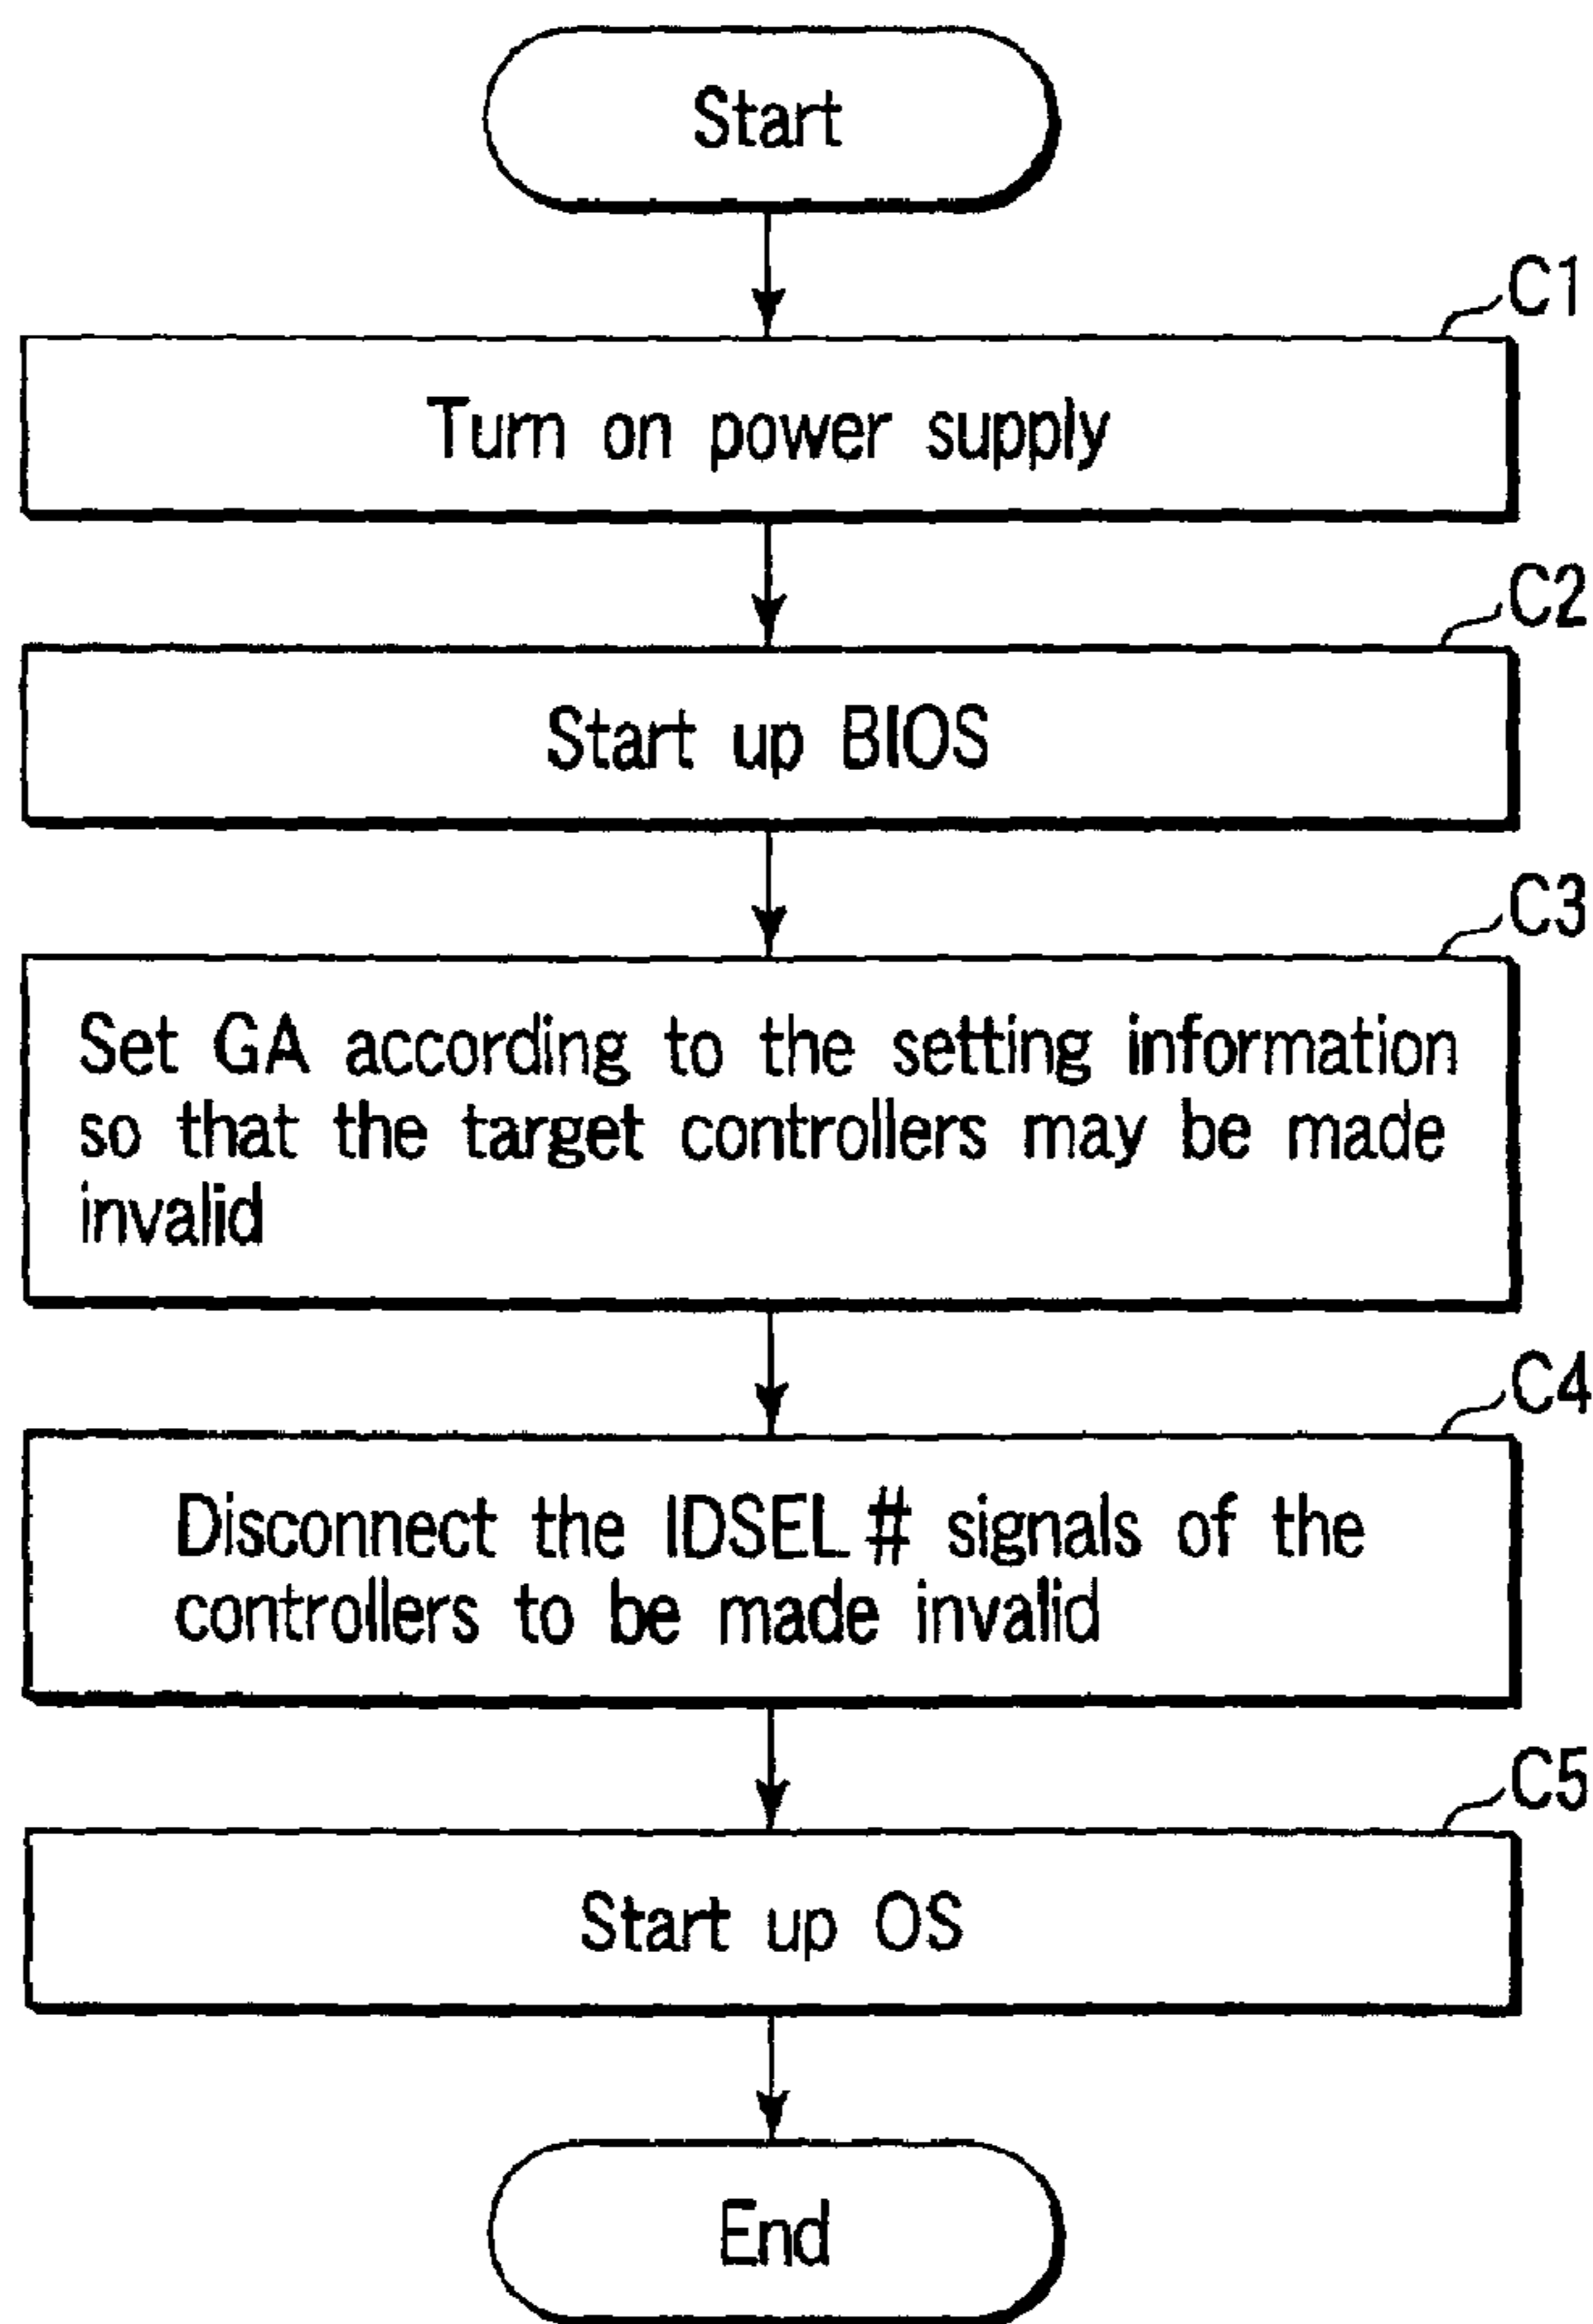 Start
C1
Turn on power supply
C2
Start up BIOS
C3
Set GA according to the setting information
so that the target controllers may be made
invalid
C4
Disconnect the IDSEL # signals of the
controllers to be made invalid
C5
Start up OS
End